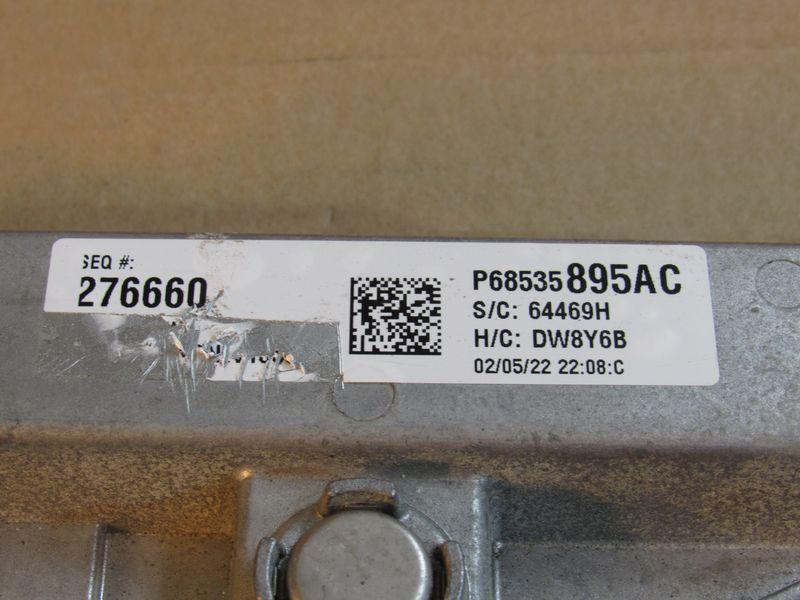 SEQ #:
276660
P68535895AC
S/C: 64469H
H/C: DW8Y6B
02/05/22 22:08:C